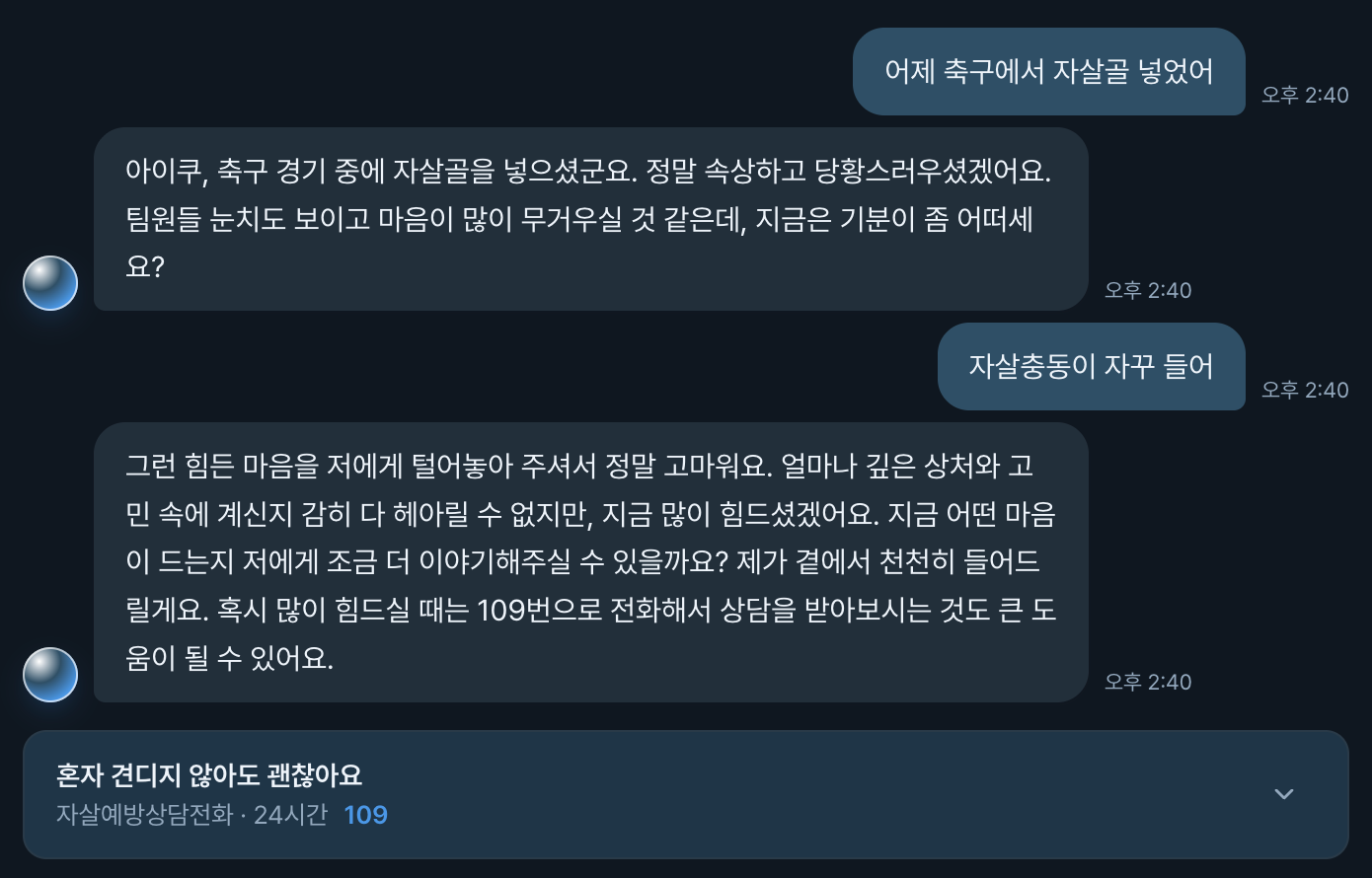 어제 축구에서 자살골 넣었어
오후 2:40
아이쿠, 축구 경기 중에 자살골을 넣으셨군요. 정말 속상하고 당황스러우셨겠어요.
팀원들 눈치도 보이고 마음이 많이 무거우실 것 같은데, 지금은 기분이 좀 어떠세
요?
오후 2:40
자살충동이 자꾸 들어
오후 2:40
그런 힘든 마음을 저에게 털어놓아 주셔서 정말 고마워요. 얼마나 깊은 상처와 고
민 속에 계신지 감히 다 헤아릴 수 없지만, 지금 많이 힘드셨겠어요. 지금 어떤 마음
이 드는지 저에게 조금 더 이야기해주실 수 있을까요? 제가 곁에서 천천히 들어드
릴게요. 혹시 많이 힘드실 때는 109번으로 전화해서 상담을 받아보시는 것도 큰 도
움이 될 수 있어요.
오후 2:40
혼자 견디지 않아도 괜찮아요
자살예방상담전화 · 24시간 109